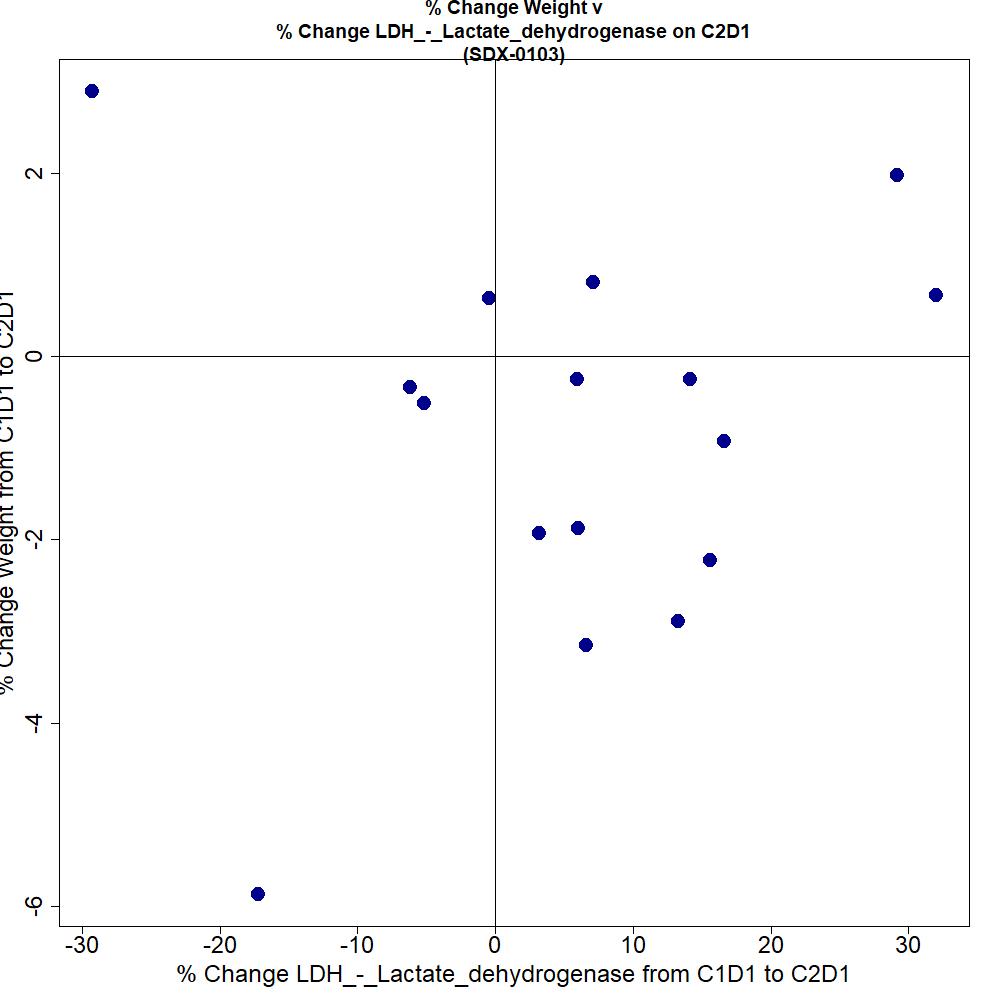 % Change Weight v
% Change LDH_-_Lactate_dehydrogenase on C2D1
(SDX-0103)
% Change Weight from C1D1 to C2D1
2
0
-2
-4
-6
-30 -20 -10 0 10 20 30
% Change LDH_-_Lactate_dehydrogenase from C1D1 to C2D1